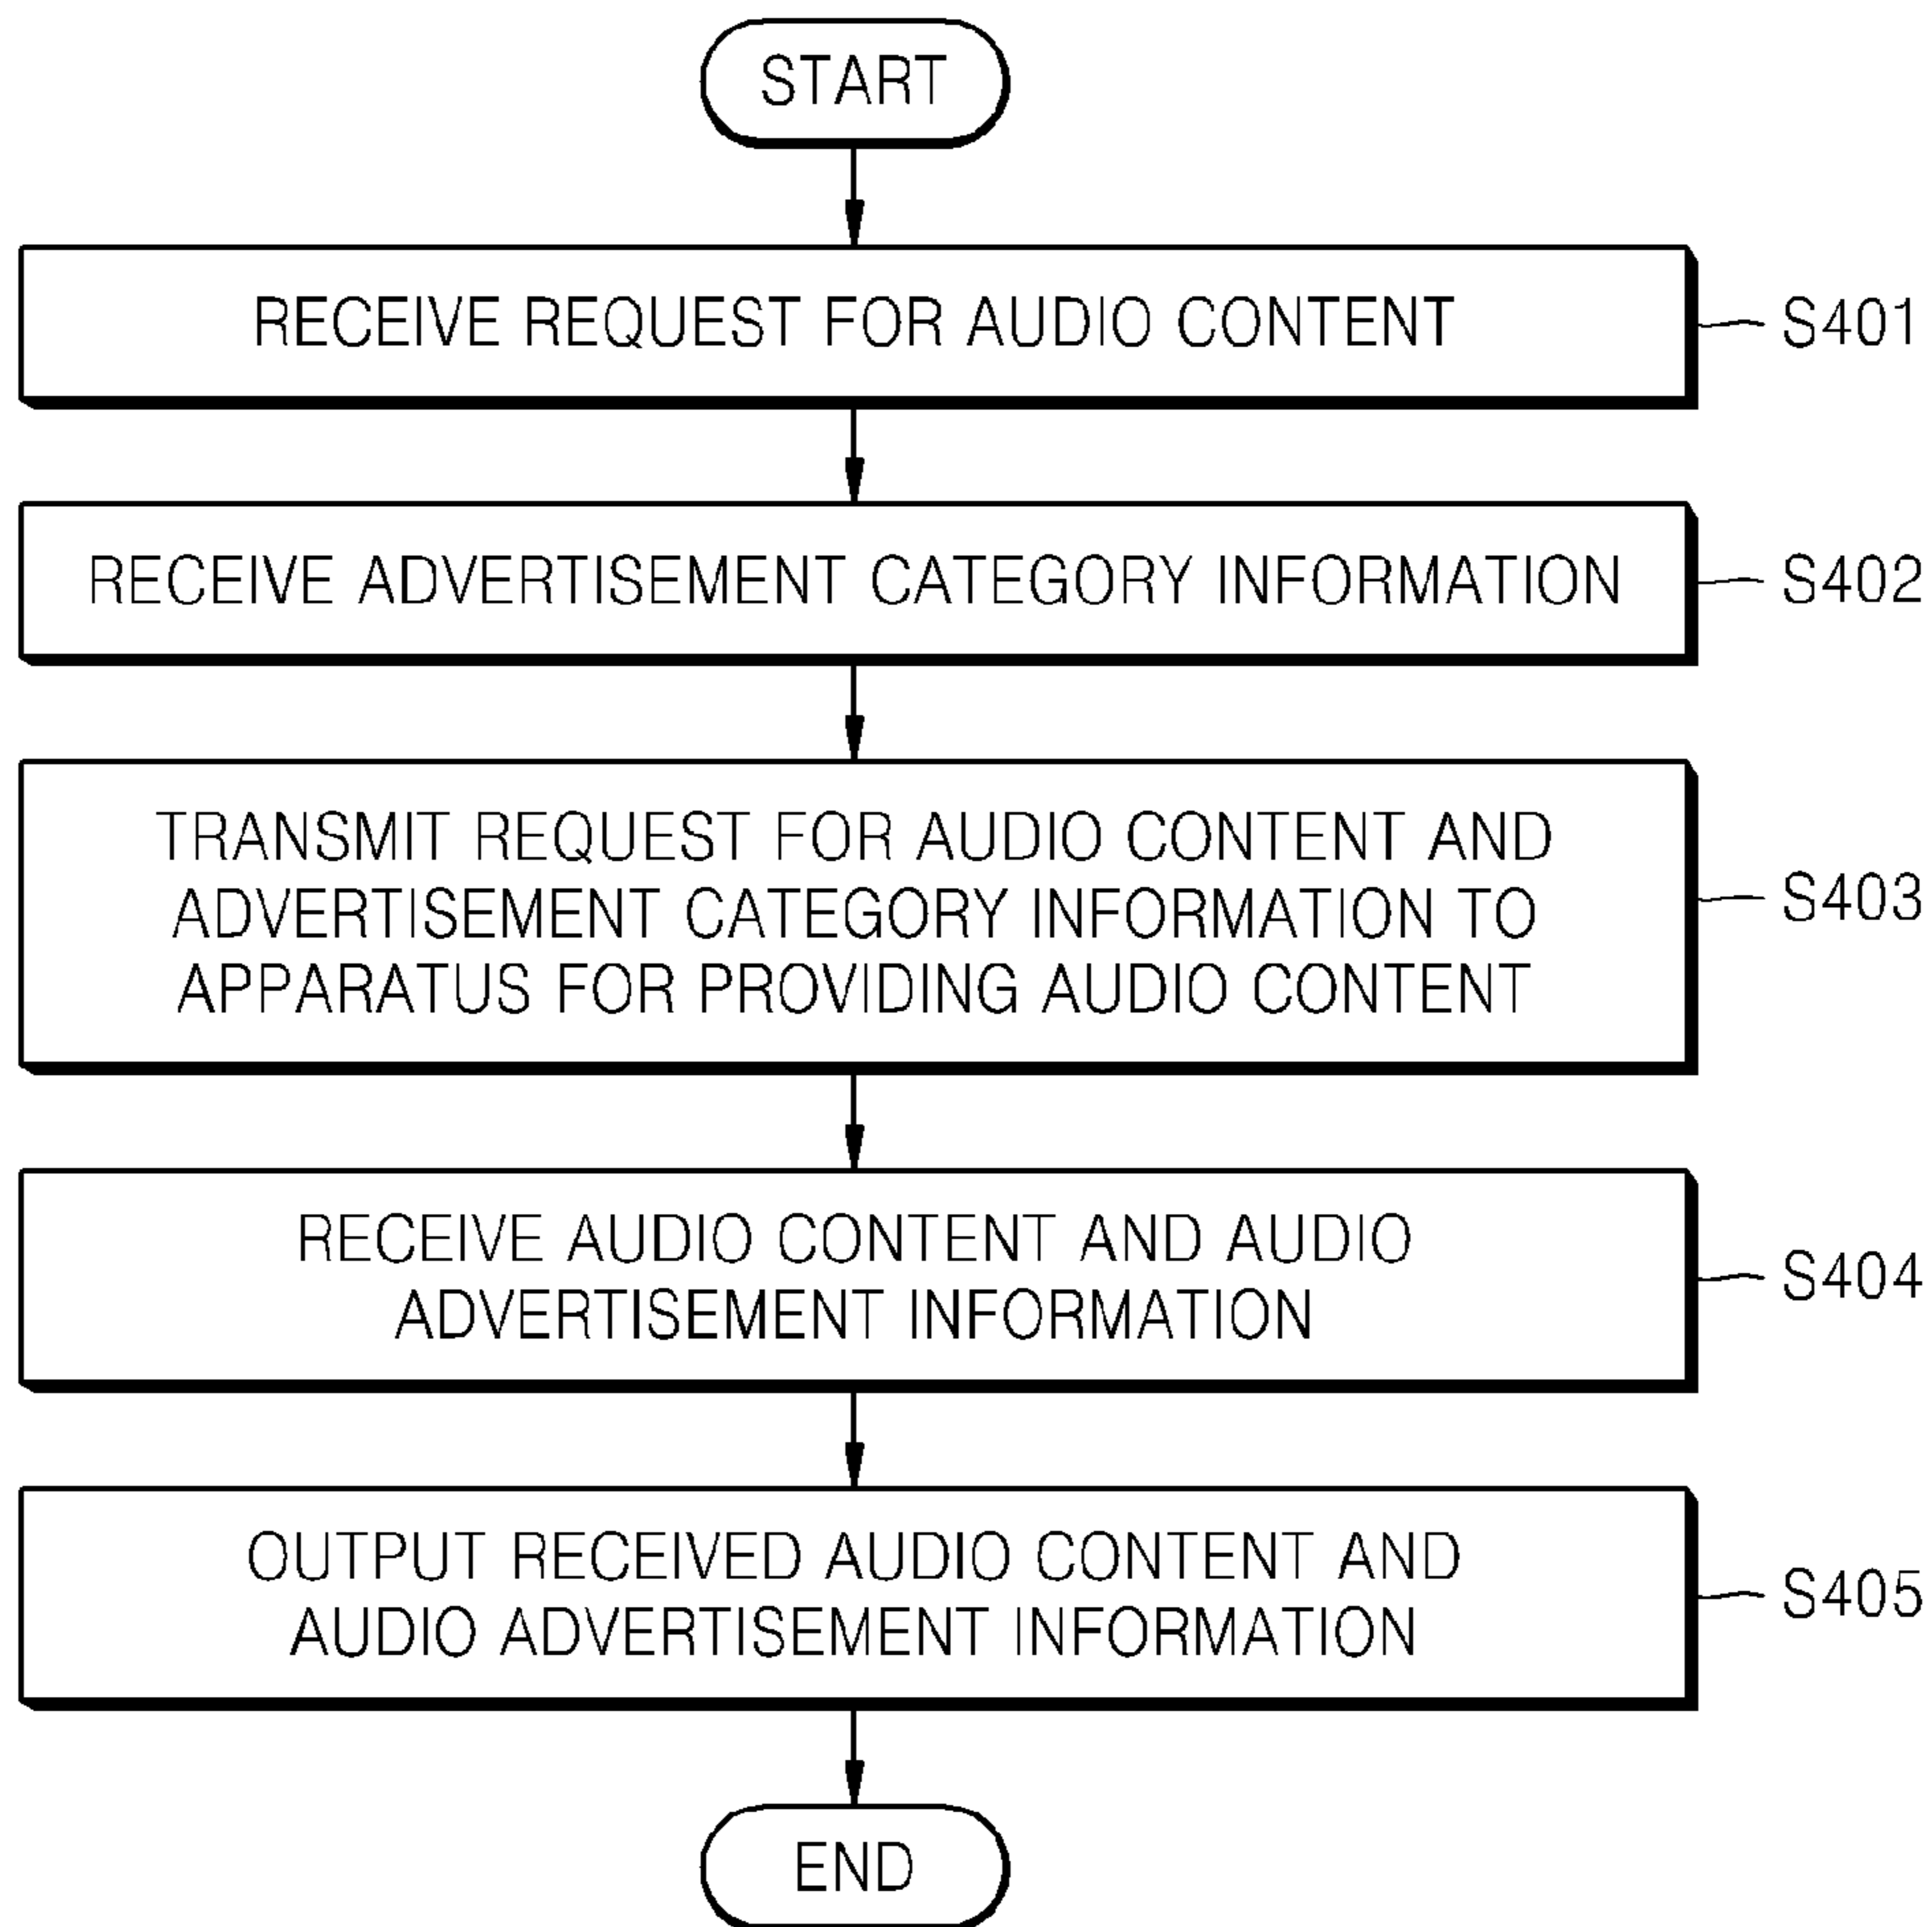 START
RECEIVE REQUEST FOR AUDIO CONTENT
S401
RECEIVE ADVERTISEMENT CATEGORY INFORMATION
S402
TRANSMIT REQUEST FOR AUDIO CONTENT AND
ADVERTISEMENT CATEGORY INFORMATION TO
APPARATUS FOR PROVIDING AUDIO CONTENT
S403
RECEIVE AUDIO CONTENT AND AUDIO
ADVERTISEMENT INFORMATION
S404
OUTPUT RECEIVED AUDIO CONTENT AND
AUDIO ADVERTISEMENT INFORMATION
S405
END